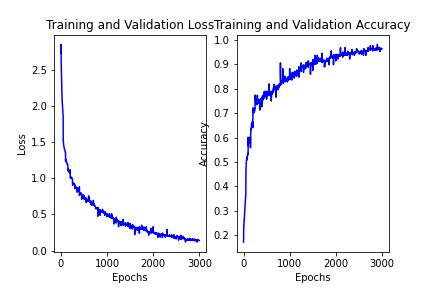 Training and Validation Loss
Loss
2.5
2.0
1.5
1.0
0.5
0.0
0 1000 2000 3000
Epochs
Training and Validation Accuracy
Accuracy
1.0
0.9
0.8
0.7
0.6
0.5
0.4
0.3
0.2
0 1000 2000 3000
Epochs